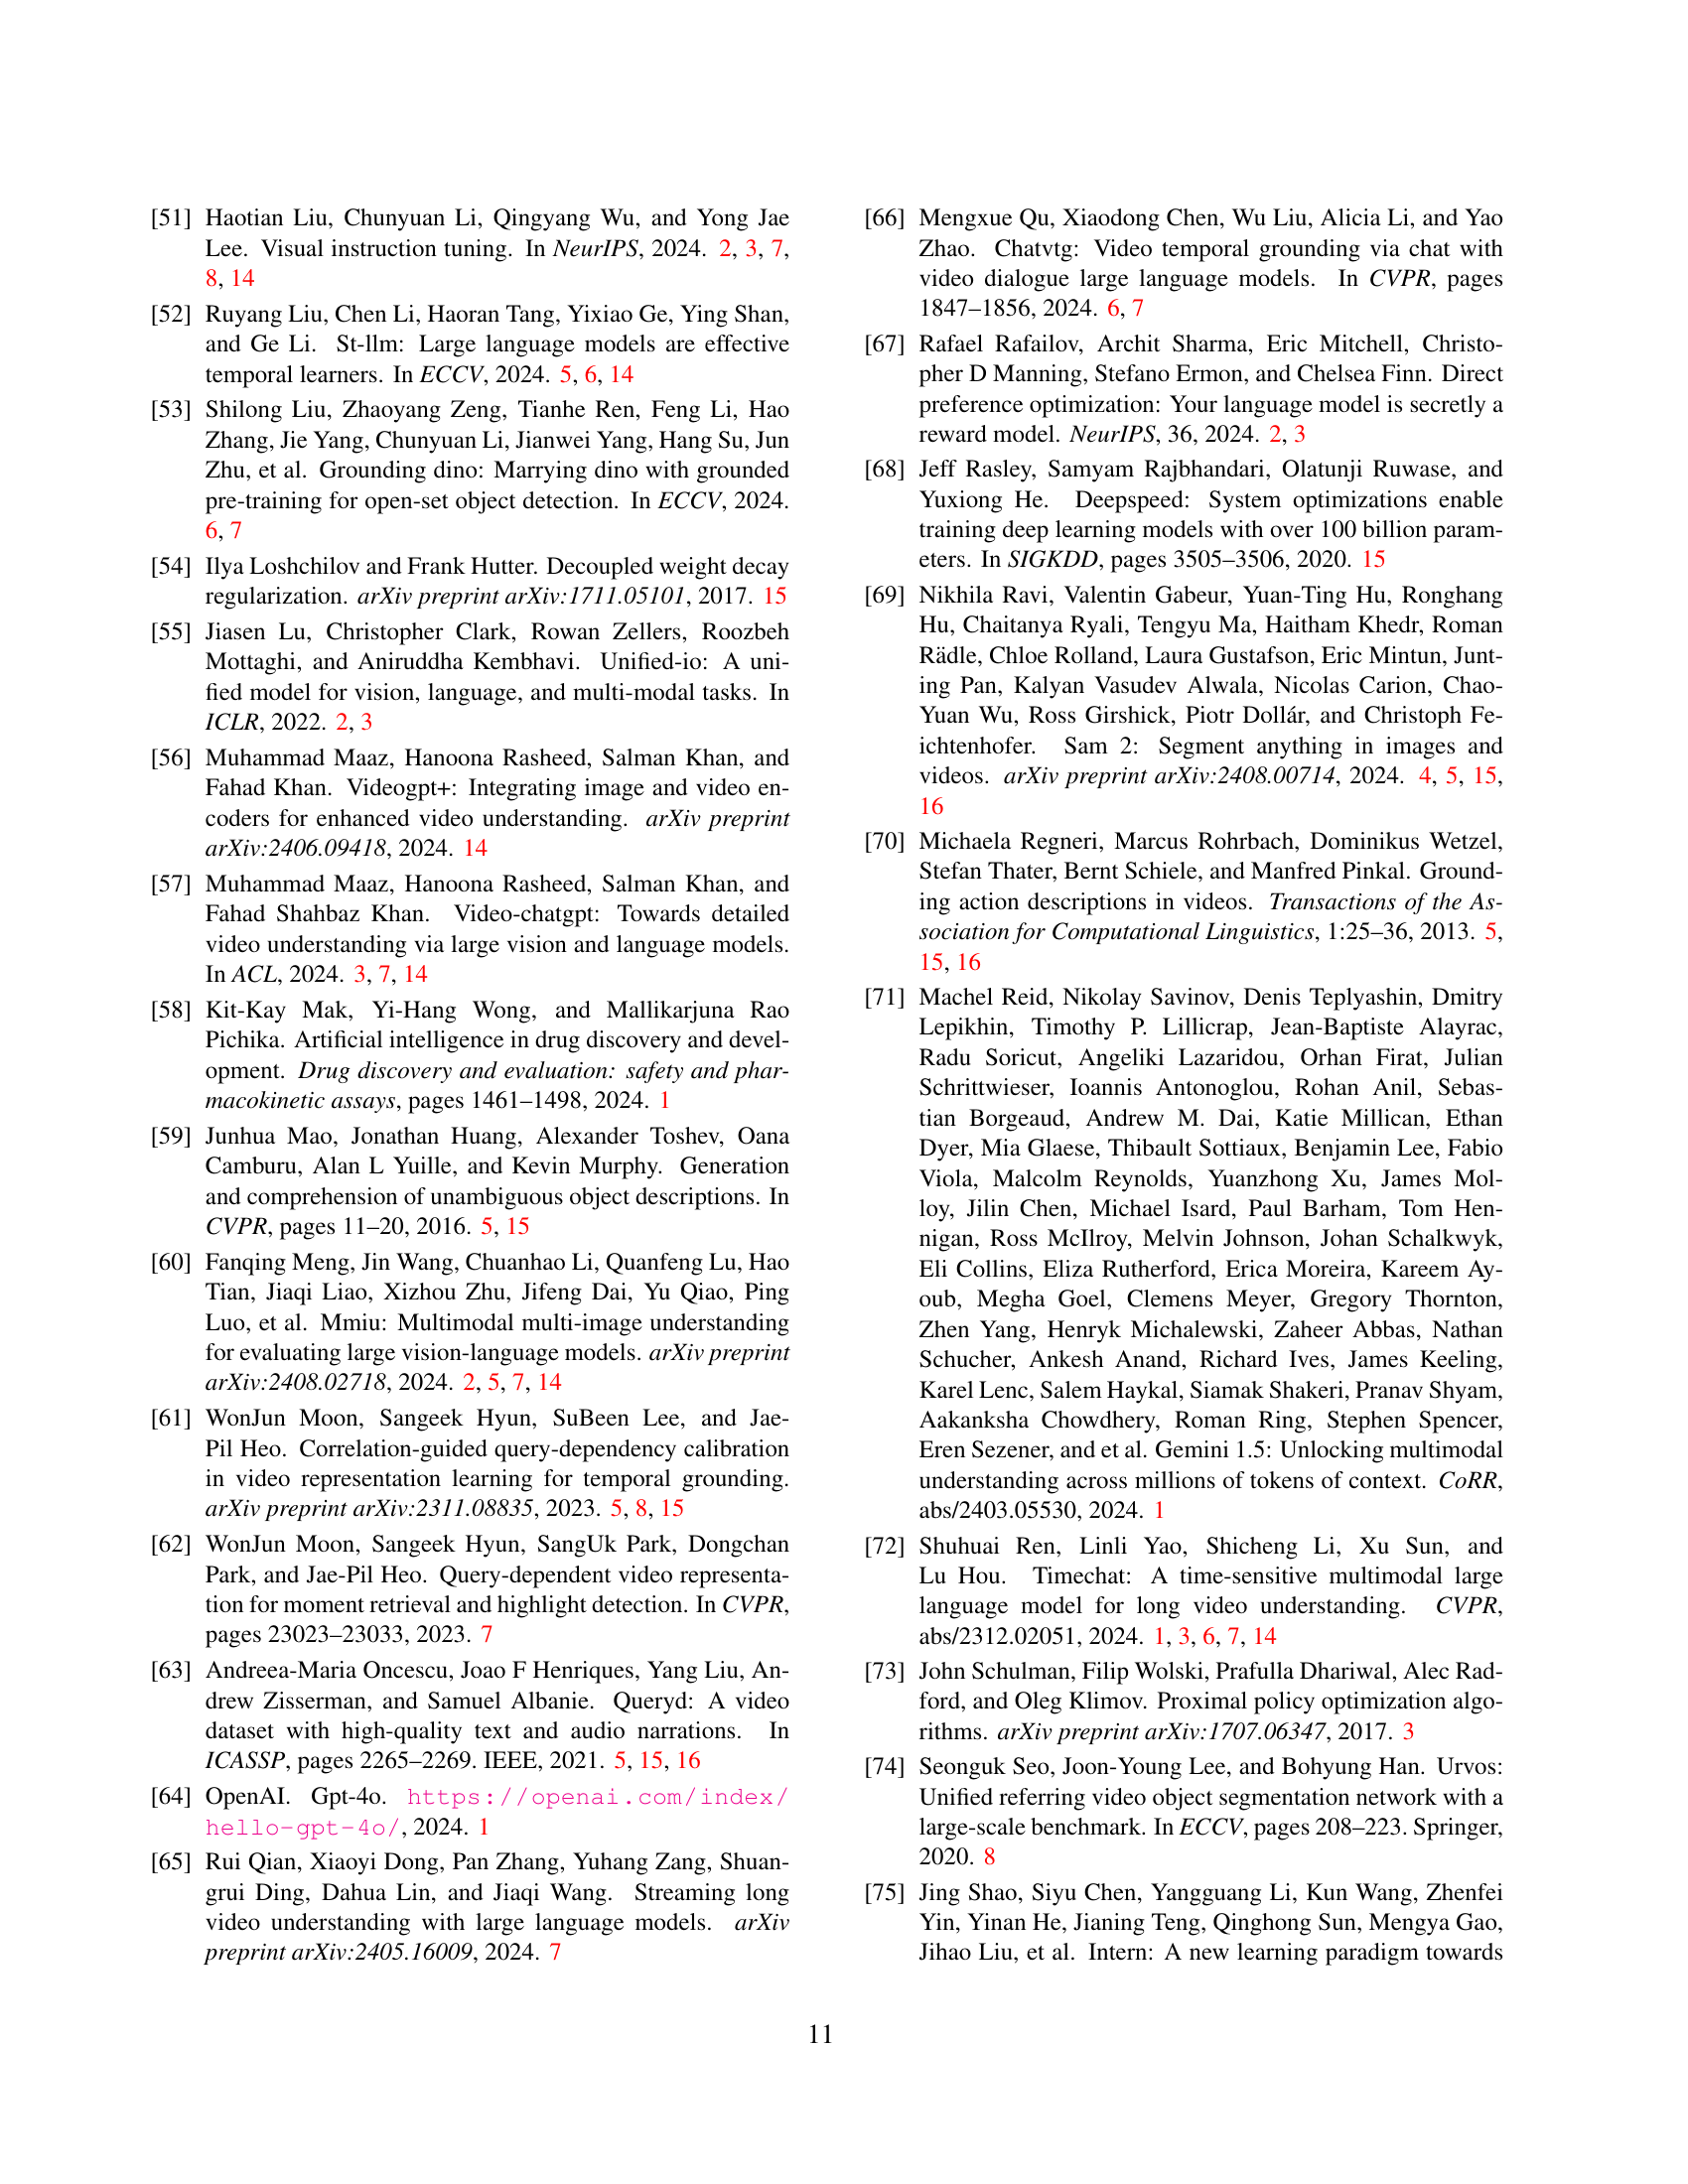 [51] Haotian Liu, Chunyuan Li, Qingyang Wu, and Yong Jae
Lee. Visual instruction tuning. In NeurIPS, 2024. 2, 3, 7,
8, 14
[52] Ruyang Liu, Chen Li, Haoran Tang, Yixiao Ge, Ying Shan,
and Ge Li. St-llm: Large language models are effective
temporal learners. In ECCV, 2024. 5, 6, 14
[53] Shilong Liu, Zhaoyang Zeng, Tianhe Ren, Feng Li, Hao
Zhang, Jie Yang, Chunyuan Li, Jianwei Yang, Hang Su, Jun
Zhu, et al. Grounding dino: Marrying dino with grounded
pre-training for open-set object detection. In ECCV, 2024.
6, 7
[54] Ilya Loshchilov and Frank Hutter. Decoupled weight decay
regularization. arXiv preprint arXiv:1711.05101, 2017. 15
[55] Jiasen Lu, Christopher Clark, Rowan Zellers, Roozbeh
Mottaghi, and Aniruddha Kembhavi. Unified-io: A uni-
fied model for vision, language, and multi-modal tasks. In
ICLR, 2022. 2, 3
[56] Muhammad Maaz, Hanoona Rasheed, Salman Khan, and
Fahad Khan. Videogpt+: Integrating image and video en-
coders for enhanced video understanding. arXiv preprint
arXiv:2406.09418, 2024. 14
[57] Muhammad Maaz, Hanoona Rasheed, Salman Khan, and
Fahad Shahbaz Khan. Video-chatgpt: Towards detailed
video understanding via large vision and language models.
In ACL, 2024. 3, 7, 14
[58] Kit-Kay Mak, Yi-Hang Wong, and Mallikarjuna Rao
Pichika. Artificial intelligence in drug discovery and devel-
opment. Drug discovery and evaluation: safety and phar-
macokinetic assays, pages 1461–1498, 2024. 1
[59] Junhua Mao, Jonathan Huang, Alexander Toshev, Oana
Camburu, Alan L Yuille, and Kevin Murphy. Generation
and comprehension of unambiguous object descriptions. In
CVPR, pages 11–20, 2016. 5, 15
[60] Fanqing Meng, Jin Wang, Chuanhao Li, Quanfeng Lu, Hao
Tian, Jiaqi Liao, Xizhou Zhu, Jifeng Dai, Yu Qiao, Ping
Luo, et al. Mmiu: Multimodal multi-image understanding
for evaluating large vision-language models. arXiv preprint
arXiv:2408.02718, 2024. 2, 5, 7, 14
[61] WonJun Moon, Sangeek Hyun, SuBeen Lee, and Jae-
Pil Heo. Correlation-guided query-dependency calibration
in video representation learning for temporal grounding.
arXiv preprint arXiv:2311.08835, 2023. 5, 8, 15
[62] WonJun Moon, Sangeek Hyun, SangUk Park, Dongchan
Park, and Jae-Pil Heo. Query-dependent video representa-
tion for moment retrieval and highlight detection. In CVPR,
pages 23023–23033, 2023. 7
[63] Andreea-Maria Oncescu, Joao F Henriques, Yang Liu, An-
drew Zisserman, and Samuel Albanie. Queryd: A video
dataset with high-quality text and audio narrations. In
ICASSP, pages 2265–2269. IEEE, 2021. 5, 15, 16
[64] OpenAI. Gpt-4o. https://openai.com/index/
hello-gpt-4o/, 2024. 1
[65] Rui Qian, Xiaoyi Dong, Pan Zhang, Yuhang Zang, Shuan-
grui Ding, Dahua Lin, and Jiaqi Wang. Streaming long
video understanding with large language models. arXiv
preprint arXiv:2405.16009, 2024. 7
[66] Mengxue Qu, Xiaodong Chen, Wu Liu, Alicia Li, and Yao
Zhao. Chatvtg: Video temporal grounding via chat with
video dialogue large language models. In CVPR, pages
1847–1856, 2024. 6, 7
[67] Rafael Rafailov, Archit Sharma, Eric Mitchell, Christo-
pher D Manning, Stefano Ermon, and Chelsea Finn. Direct
preference optimization: Your language model is secretly a
reward model. NeurIPS, 36, 2024. 2, 3
[68] Jeff Rasley, Samyam Rajbhandari, Olatunji Ruwase, and
Yuxiong He. Deepspeed: System optimizations enable
training deep learning models with over 100 billion param-
eters. In SIGKDD, pages 3505–3506, 2020. 15
[69] Nikhila Ravi, Valentin Gabeur, Yuan-Ting Hu, Ronghang
Hu, Chaitanya Ryali, Tengyu Ma, Haitham Khedr, Roman
Rädle, Chloe Rolland, Laura Gustafson, Eric Mintun, Junt-
ing Pan, Kalyan Vasudev Alwala, Nicolas Carion, Chao-
Yuan Wu, Ross Girshick, Piotr Dollár, and Christoph Fe-
ichtenhofer. Sam 2: Segment anything in images and
videos. arXiv preprint arXiv:2408.00714, 2024. 4, 5, 15,
16
[70] Michaela Regneri, Marcus Rohrbach, Dominikus Wetzel,
Stefan Thater, Bernt Schiele, and Manfred Pinkal. Ground-
ing action descriptions in videos. Transactions of the As-
sociation for Computational Linguistics, 1:25–36, 2013. 5,
15, 16
[71] Machel Reid, Nikolay Savinov, Denis Teplyashin, Dmitry
Lepikhin, Timothy P. Lillicrap, Jean-Baptiste Alayrac,
Radu Soricut, Angeliki Lazaridou, Orhan Firat, Julian
Schrittwieser, Ioannis Antonoglou, Rohan Anil, Sebas-
tian Borgeaud, Andrew M. Dai, Katie Millican, Ethan
Dyer, Mia Glaese, Thibault Sottiaux, Benjamin Lee, Fabio
Viola, Malcolm Reynolds, Yuanzhong Xu, James Mol-
loy, Jilin Chen, Michael Isard, Paul Barham, Tom Hen-
nigan, Ross McIlroy, Melvin Johnson, Johan Schalkwyk,
Eli Collins, Eliza Rutherford, Erica Moreira, Kareem Ay-
oub, Megha Goel, Clemens Meyer, Gregory Thornton,
Zhen Yang, Henryk Michalewski, Zaheer Abbas, Nathan
Schucher, Ankesh Anand, Richard Ives, James Keeling,
Karel Lenc, Salem Haykal, Siamak Shakeri, Pranav Shyam,
Aakanksha Chowdhery, Roman Ring, Stephen Spencer,
Eren Sezener, and et al. Gemini 1.5: Unlocking multimodal
understanding across millions of tokens of context. CoRR,
abs/2403.05530, 2024. 1
[72] Shuhuai Ren, Linli Yao, Shicheng Li, Xu Sun, and
Lu Hou. Timechat: A time-sensitive multimodal large
language model for long video understanding. CVPR,
abs/2312.02051, 2024. 1, 3, 6, 7, 14
[73] John Schulman, Filip Wolski, Prafulla Dhariwal, Alec Rad-
ford, and Oleg Klimov. Proximal policy optimization algo-
rithms. arXiv preprint arXiv:1707.06347, 2017. 3
[74] Seonguk Seo, Joon-Young Lee, and Bohyung Han. Urvos:
Unified referring video object segmentation network with a
large-scale benchmark. In ECCV, pages 208–223. Springer,
2020. 8
[75] Jing Shao, Siyu Chen, Yangguang Li, Kun Wang, Zhenfei
Yin, Yinan He, Jianing Teng, Qinghong Sun, Mengya Gao,
Jihao Liu, et al. Intern: A new learning paradigm towards
11